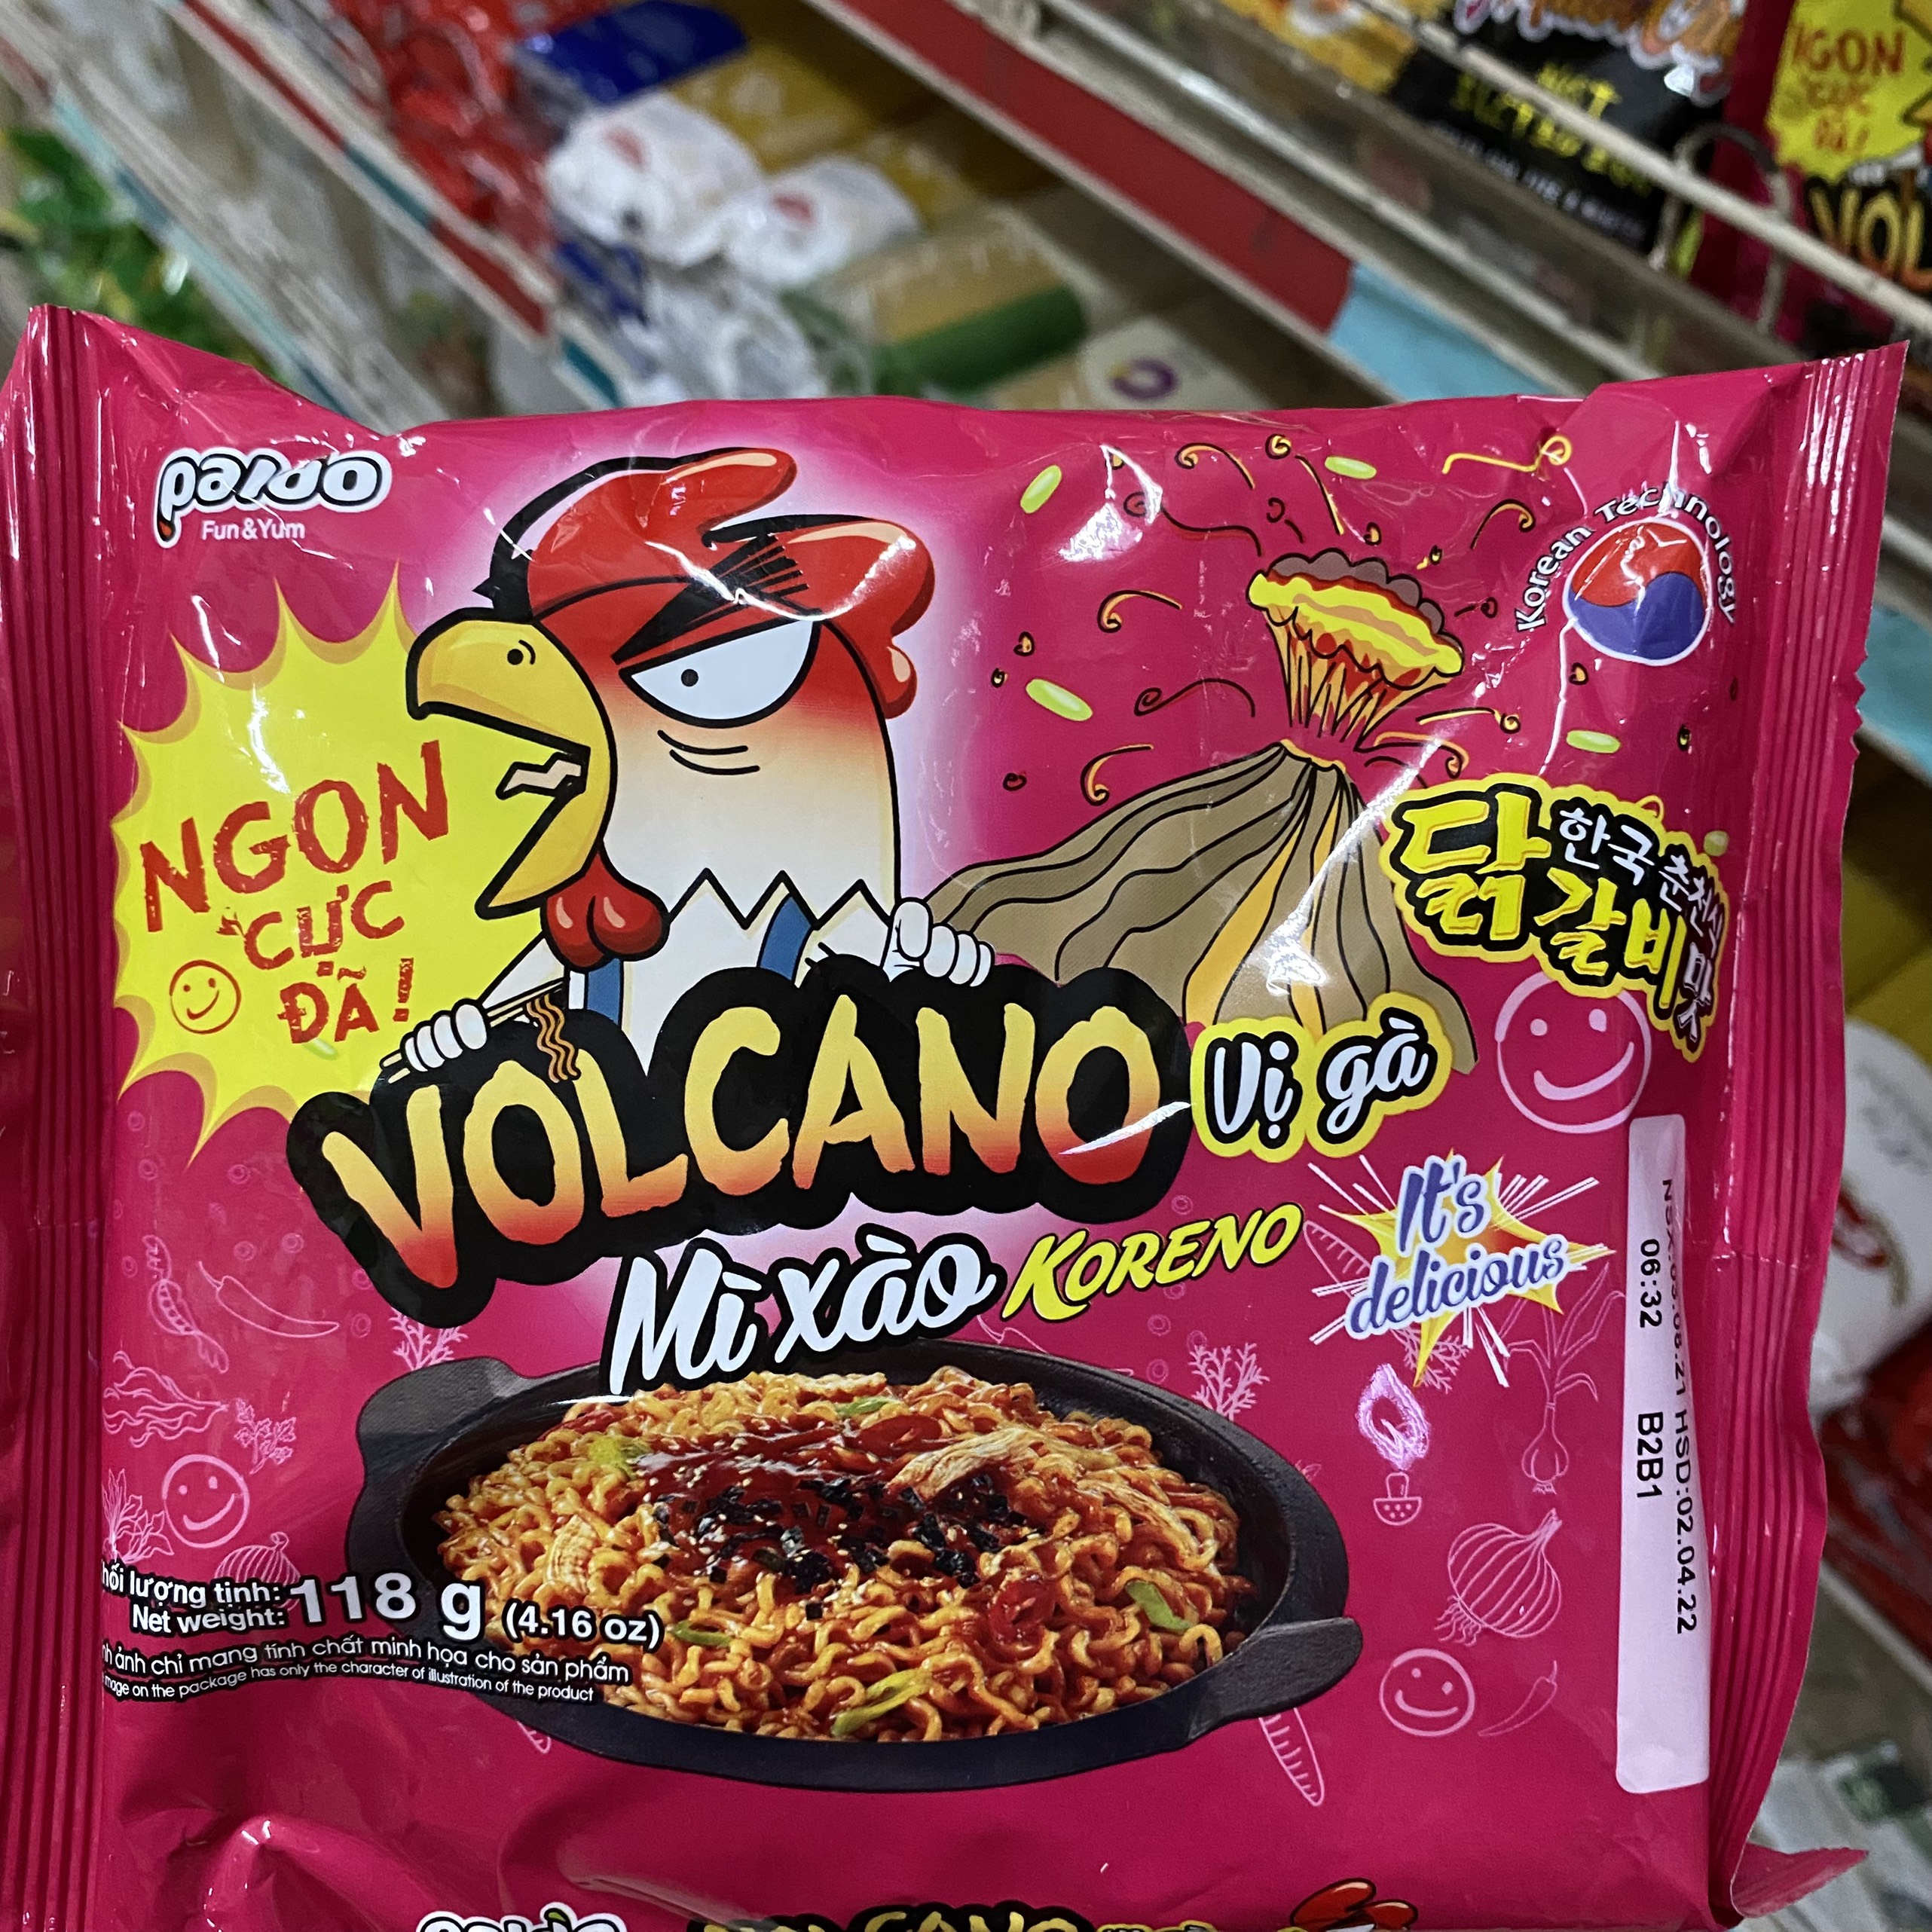 NGON
CỰC
ĐÃ!
VOL
paldo
Fun&Yum
Korean Technology
NGON
CỰC
ĐÃ!
한국 춘천식
닭갈비맛
VOLCANO
Vị gà
Mì xào KORENO
It's
delicious
06:32 B2B1
HSD:02.04.22
lượng tịnh:
Net weight:
118 g (4.16 oz)
ảnh chỉ mang tính chất minh họa cho sản phẩm
on the package has only the character of illustration of the product